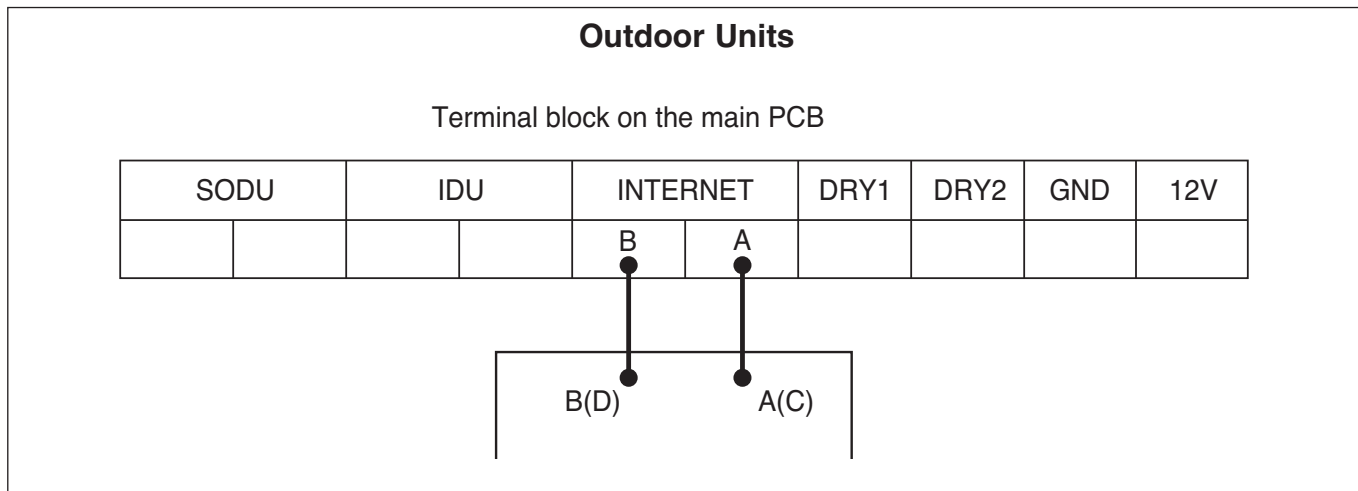 Outdoor Units
Terminal block on the main PCB
SODU IDU INTERNET DRY1 DRY2 GND 12V
B A
B(D) A(C)